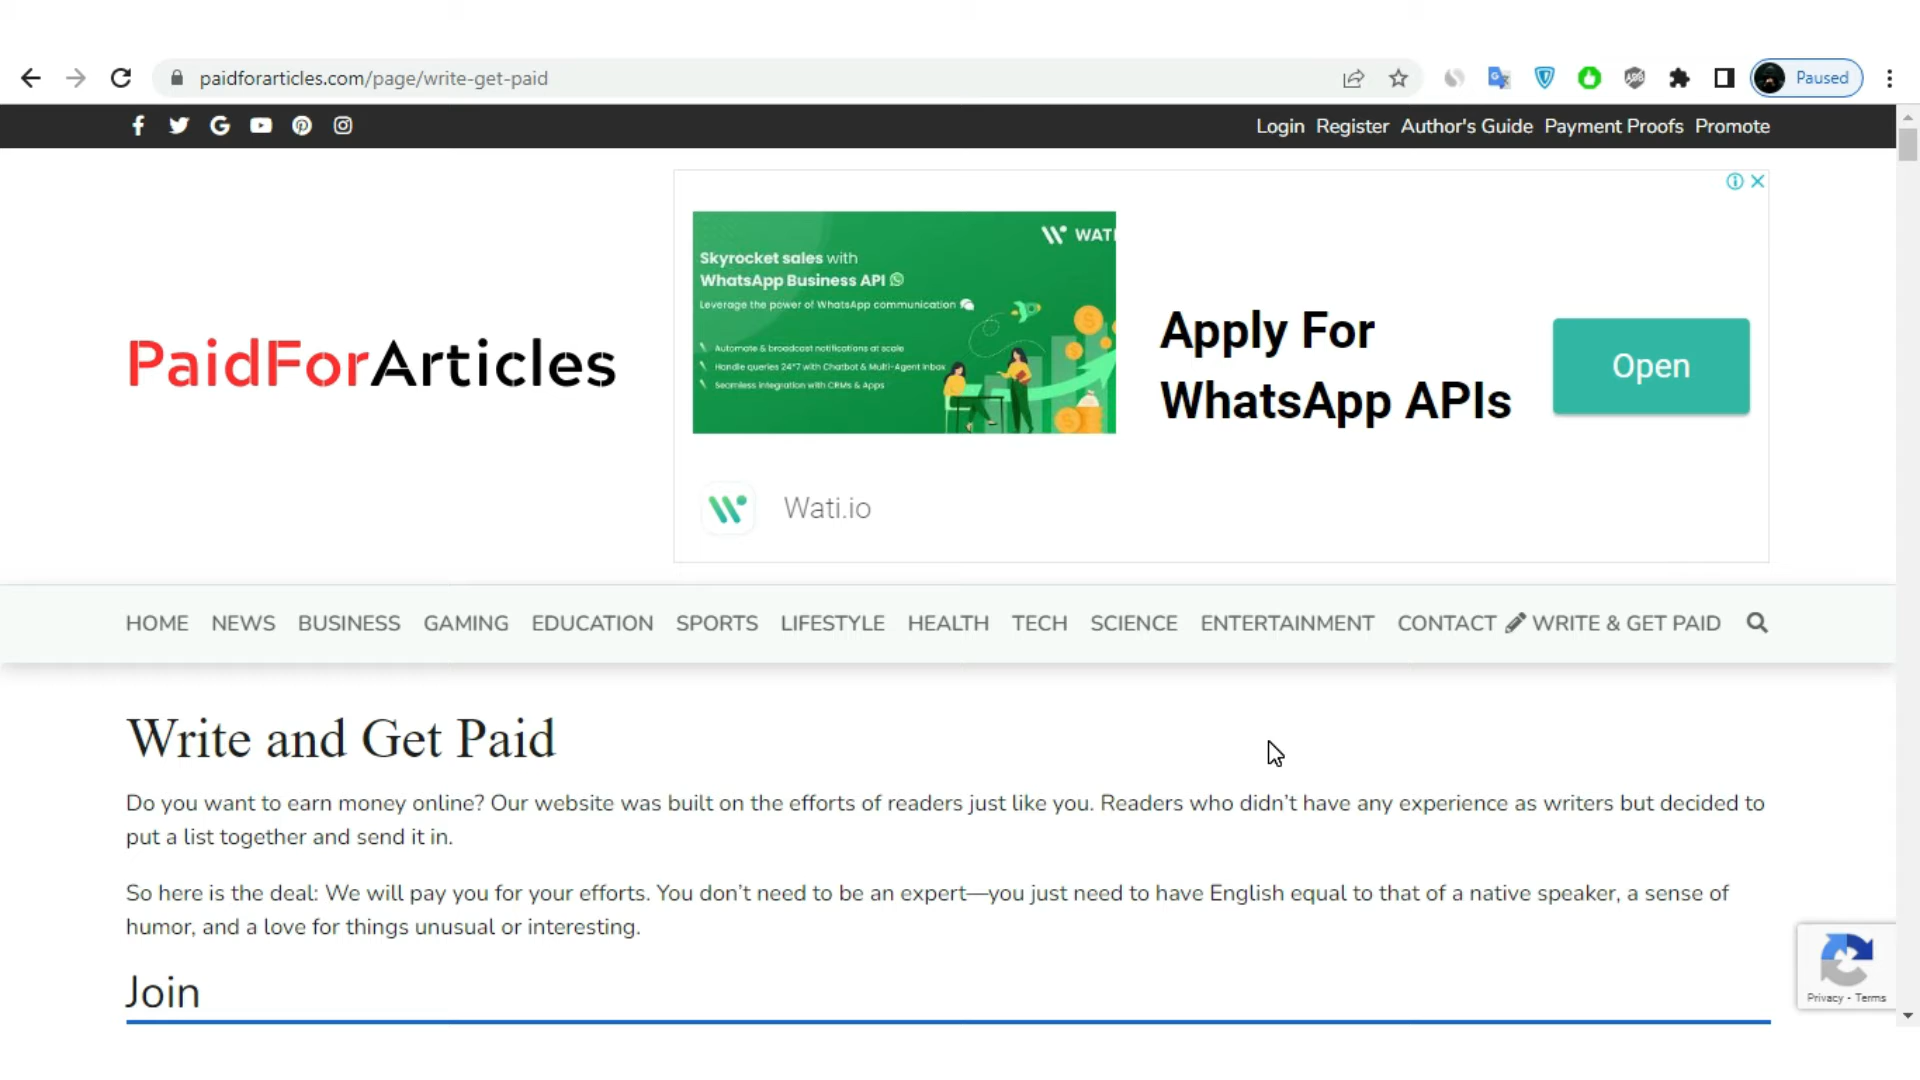 paidforarticles.com/page/write-get-paid
Paused
Login Register Author's Guide Payment Proofs Promote
WATI
Skyrocket sales with
WhatsApp Business API
Leverage the power of WhatsApp communication
Automate & broadcast notifications at scale
Handle queries 24*7 with Chatbot & Multi-Agent Inbox
Seamless integration with CRMs & Apps
Apply For
WhatsApp APIs
Open
PaidForArticles
Wati.io
HOME NEWS BUSINESS GAMING EDUCATION SPORTS LIFESTYLE HEALTH TECH SCIENCE ENTERTAINMENT CONTACT WRITE & GET PAID
Write and Get Paid
Do you want to earn money online? Our website was built on the efforts of readers just like you. Readers who didn't have any experience as writers but decided to
put a list together and send it in.
So here is the deal: We will pay you for your efforts. You don't need to be an expert—you just need to have English equal to that of a native speaker, a sense of
humor, and a love for things unusual or interesting.
Join
Privacy - Terms